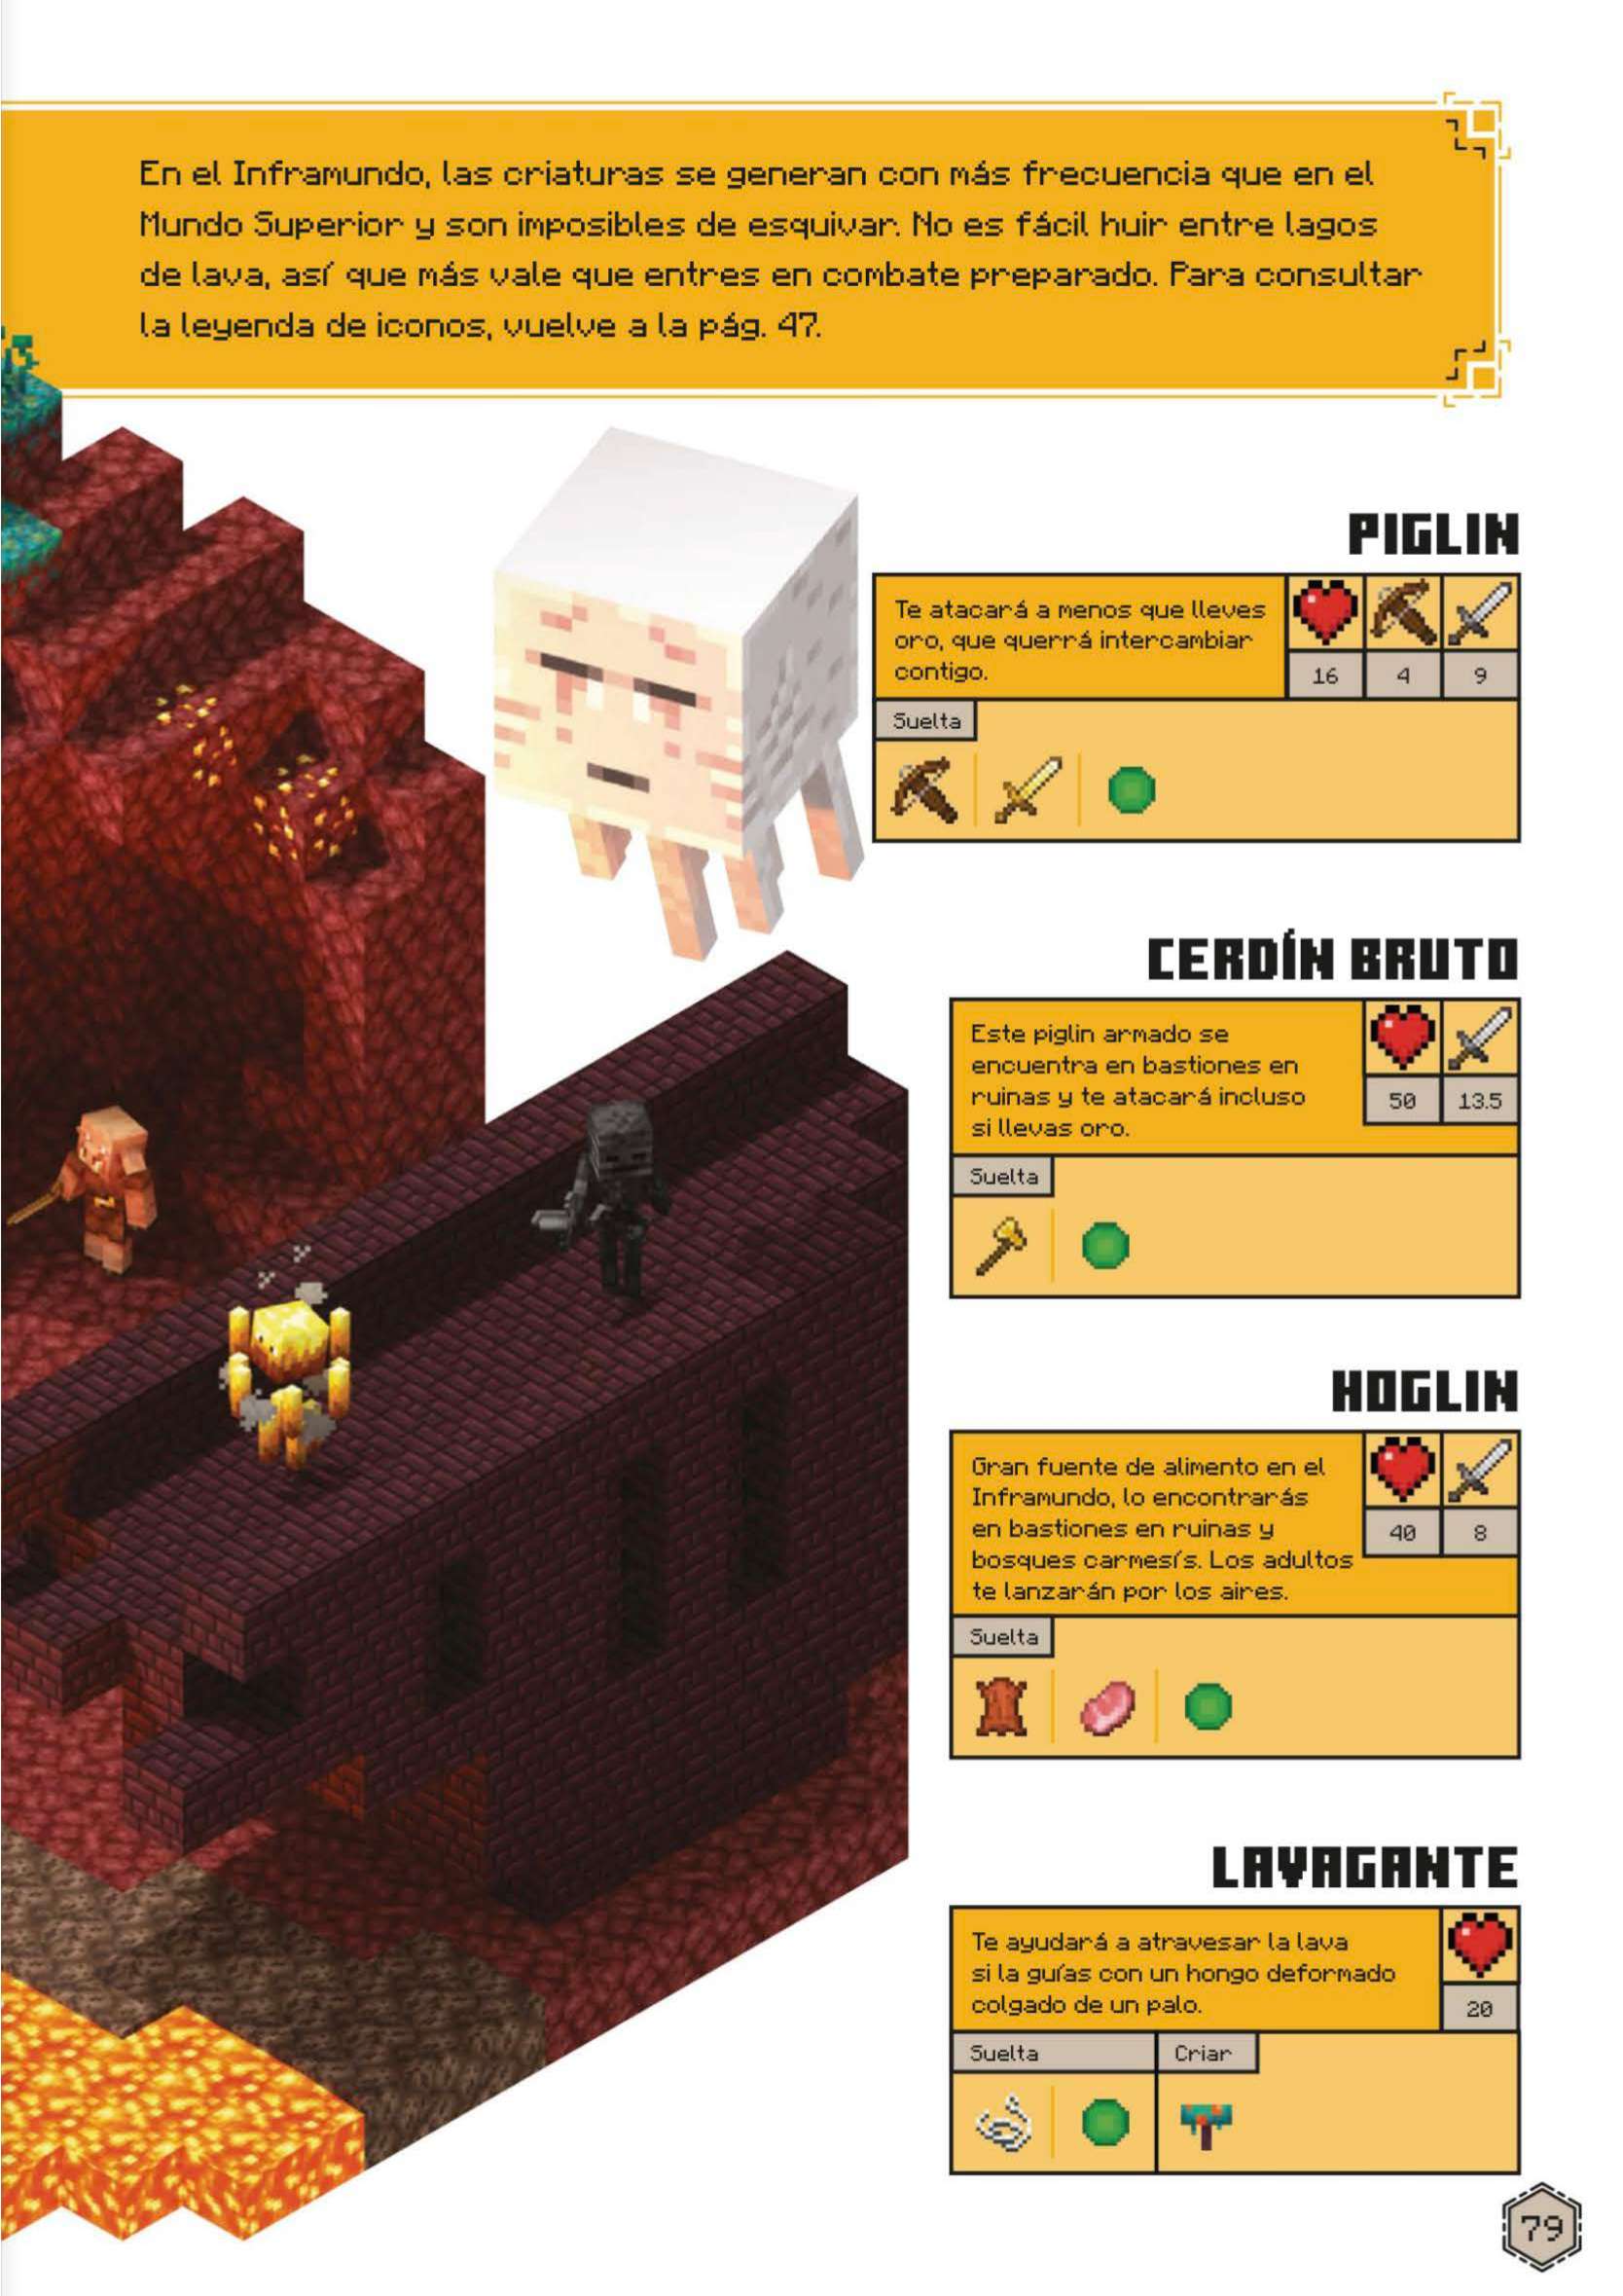 En el Inframundo, las criaturas se generan con más frecuencia que en el
Mundo Superior y son imposibles de esquivar. No es fácil huir entre lagos
de lava, así que más vale que entres en combate preparado. Para consultar
la leyenda de iconos, vuelve a la pág. 47.
PIGLIN
Te atacará a menos que lleves
oro, que querrá intercambiar
contigo.
16 4 9
Suelta
CERDÍN BRUTO
Este piglin armado se
encuentra en bastiones en
ruinas y te atacará incluso
si llevas oro.
50 13.5
Suelta
HOGLIN
Gran fuente de alimento en el
Inframundo, lo encontrarás
en bastiones en ruinas y
bosques carmesís. Los adultos
te lanzarán por los aires.
40 8
Suelta
LAVAGANTE
Te ayudará a atravesar la lava
si la guías con un hongo deformado
colgado de un palo.
20
Suelta Criar
79